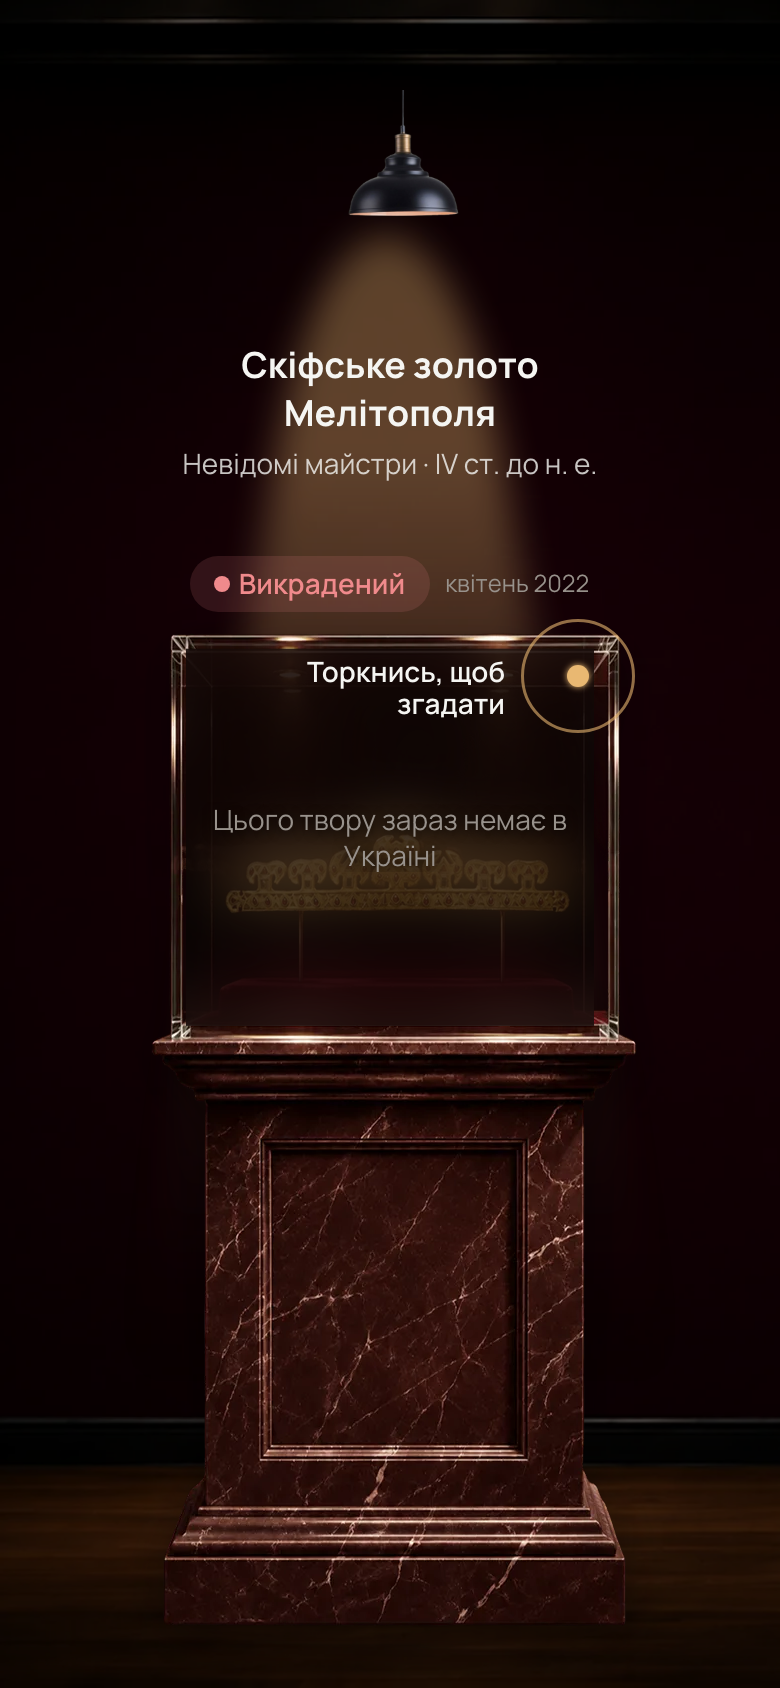 Скіфське золото
Мелітополя
Невідомі майстри · IV ст. до н. е.
Викрадений квітень 2022
Торкнись, щоб
згадати
Цього твору зараз немає в
Україні